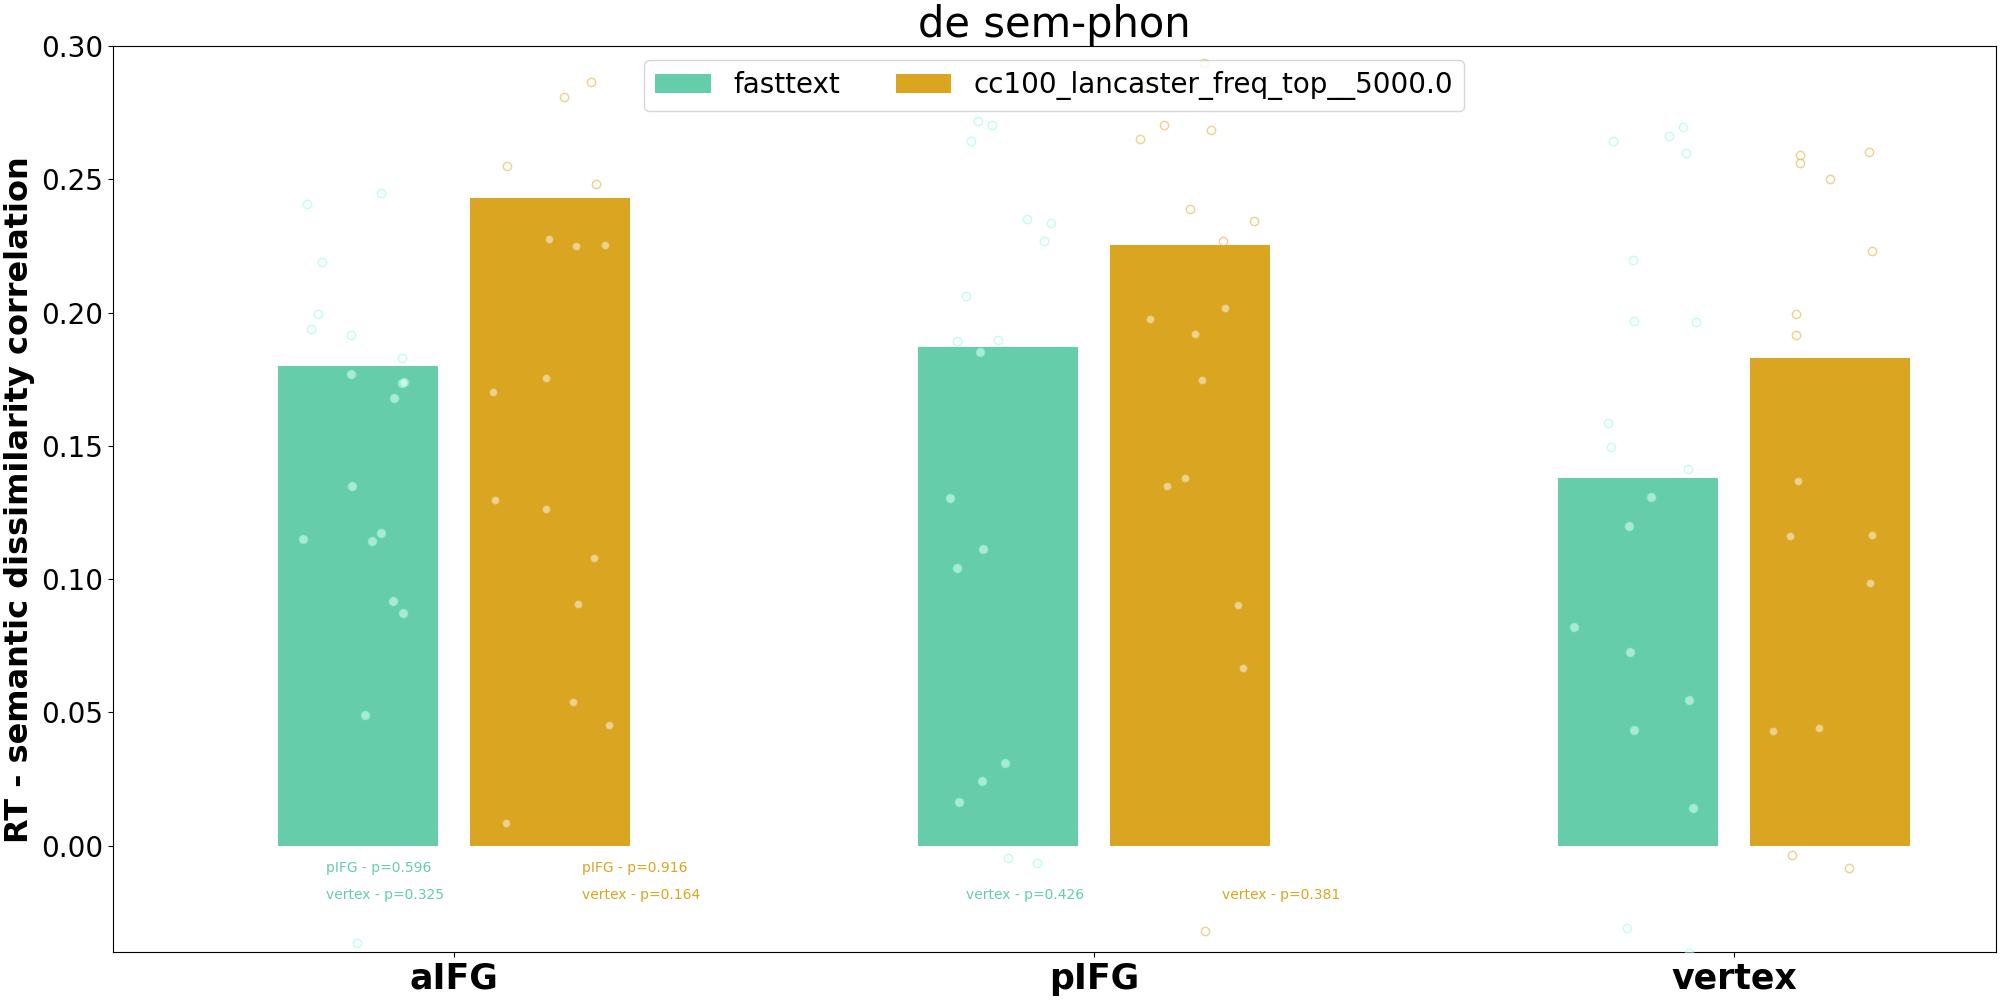 de sem-phon
fasttext
cc100_lancaster_freq_top__5000.0
RT - semantic dissimilarity correlation
0.30
0.25
0.20
0.15
0.10
0.05
0.00
pIFG - p=0.596
vertex - p=0.325
pIFG - p=0.916
vertex - p=0.164
vertex - p=0.426
vertex - p=0.381
aIFG
pIFG
vertex